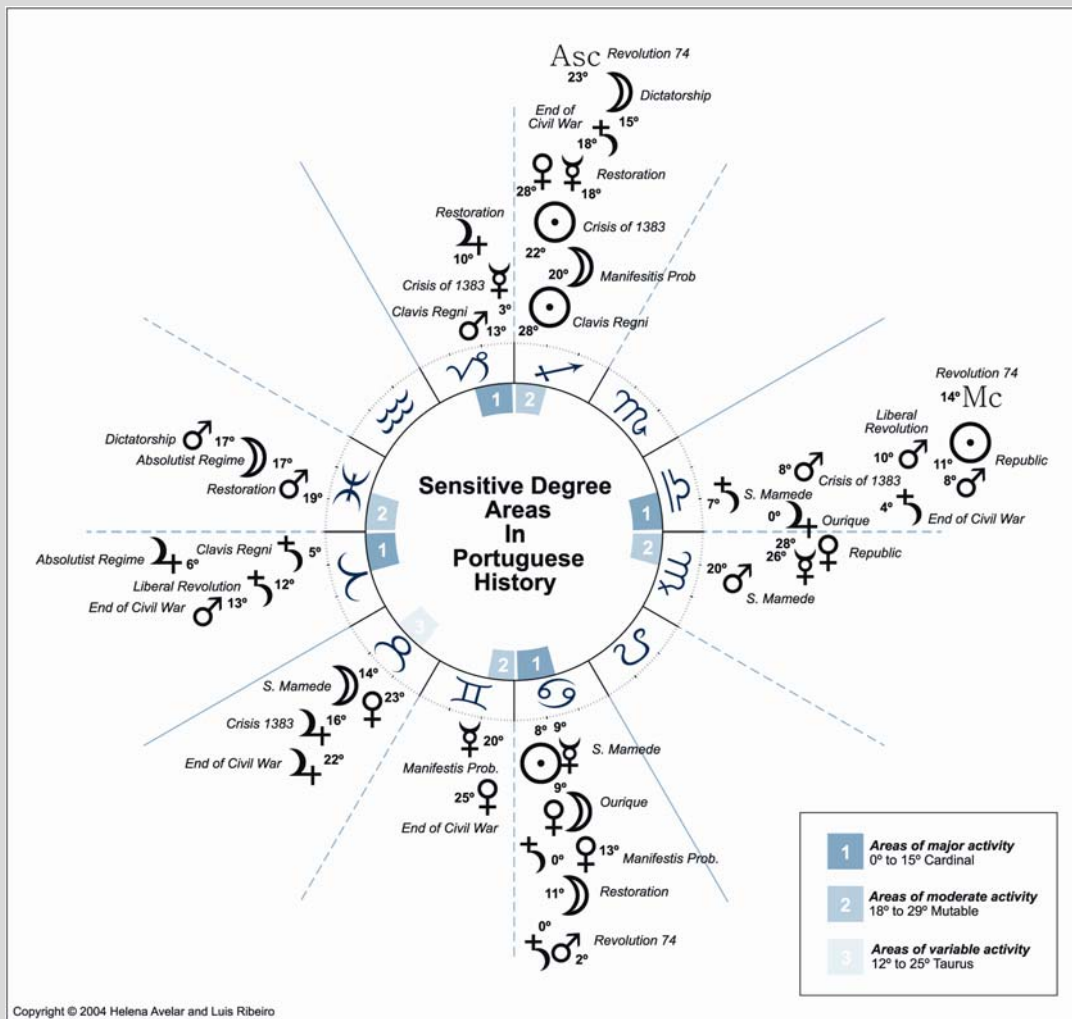 Asc Revolution 74
23º
Dictatorship
15º
End of
Civil War
18º
28º
18º
Restoration
Restoration
10º
Crisis of 1383
22º
20º
Manifesitis Prob
Crisis of 1383
3º
Clavis Regni
13º
28º
Clavis Regni
1 2
Revolution 74
14º Mc
Liberal
Revolution
10º
11º
Republic
8º
8º
Crisis of 1383
7º
S. Mamede
4º
End of Civil War
0º
Ourique
28º
26º
Republic
20º
S. Mamede
Dictatorship
17º
Absolutist Regime
17º
Restoration
19º
2
1
1
2
Sensitive Degree
Areas
In
Portuguese
History
Absolutist Regime
6º
Clavis Regni
5º
Liberal Revolution
12º
End of Civil War
13º
3
2 1
S. Mamede
14º
23º
Crisis 1383
16º
End of Civil War
22º
20º
Manifestis Prob.
25º
End of Civil War
8º 9º
S. Mamede
9º
Ourique
0º
13º
Manifestis Prob.
11º
Restoration
0º
2º
Revolution 74
1 Areas of major activity
0º to 15º Cardinal
2 Areas of moderate activity
18º to 29º Mutable
3 Areas of variable activity
12º to 25º Taurus
Copyright © 2004 Helena Avelar and Luis Ribeiro